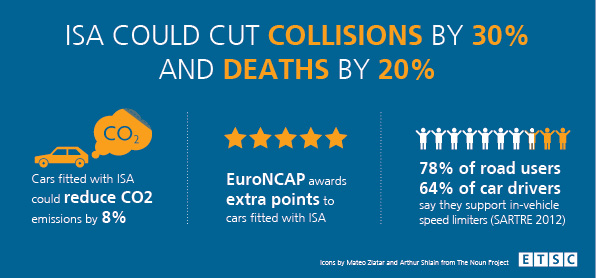 ISA COULD CUT COLLISIONS BY 30%
AND DEATHS BY 20%
CO2
Cars fitted with ISA
could reduce CO2
emissions by 8%
EuroNCAP awards
extra points to
cars fitted with ISA
78% of road users
64% of car drivers
say they support in-vehicle
speed limiters (SARTRE 2012)
Icons by Mateo Zlatar and Arthur Shlain from The Noun Project
ETSC